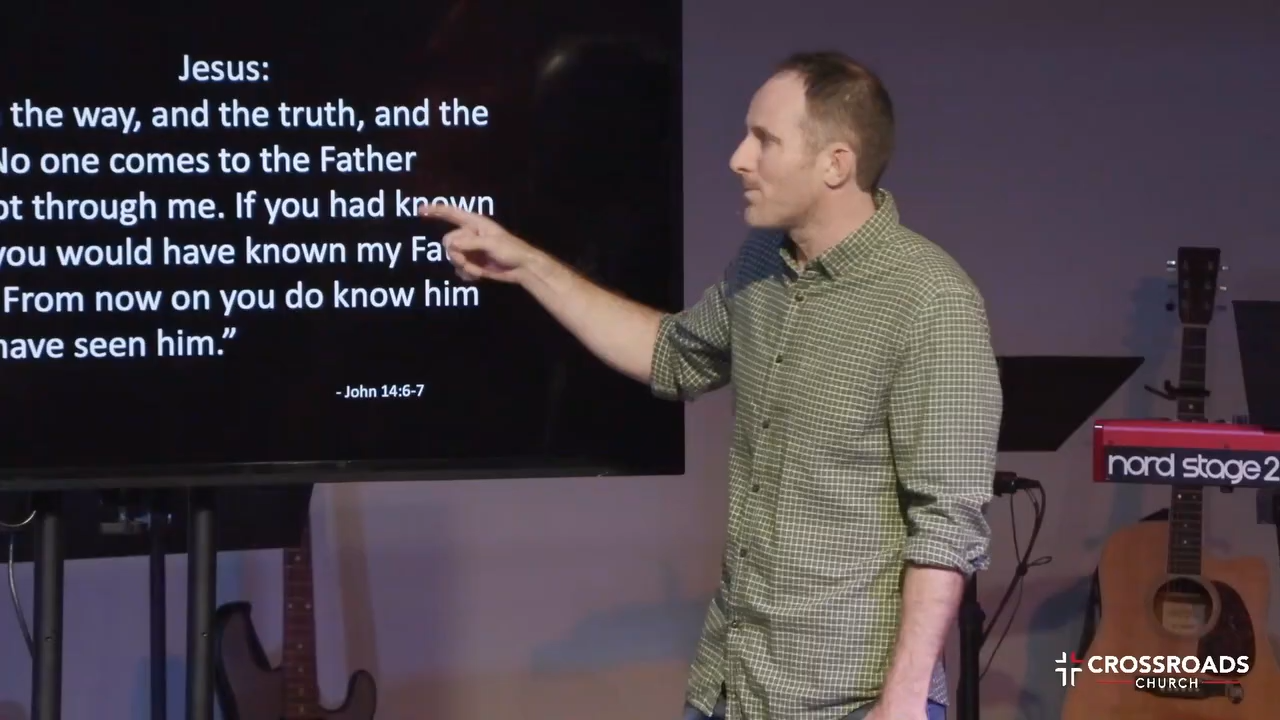 Jesus:
the way, and the truth, and the
No one comes to the Father
pt through me. If you had known
you would have known my Fat
From now on you do know him
have seen him.”
- John 14:6-7
nord stage 2
CROSSROADS
CHURCH